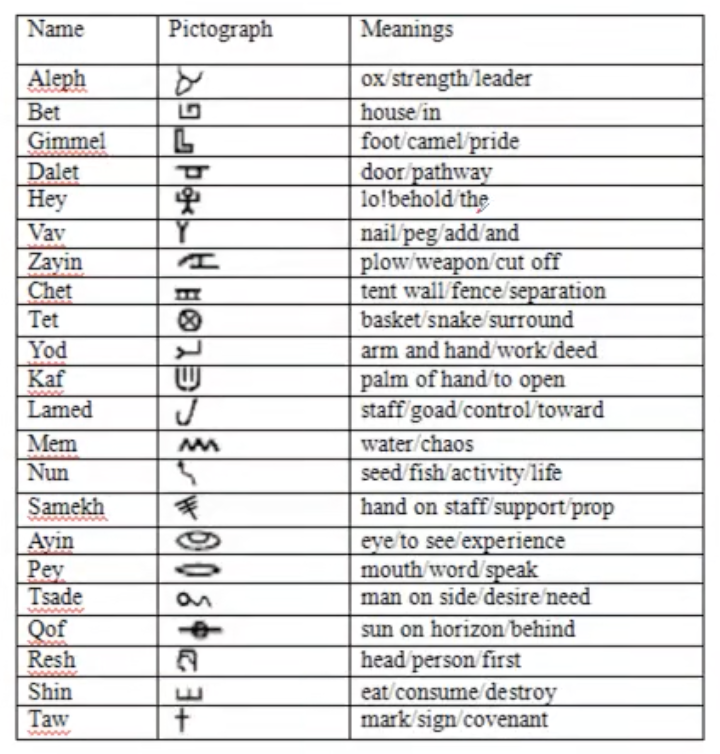 Name Pictograph Meanings
Aleph ox/strength/leader
Bet house/in
Gimmel foot/camel/pride
Dalet door/pathway
Hey lo!behold/the
Vav nail/peg/add/and
Zayin plow/weapon/cut off
Chet tent wall/fence/separation
Tet basket/snake/surround
Yod arm and hand/work/deed
Kaf palm of hand/to open
Lamed staff/goad/control/toward
Mem water/chaos
Nun seed/fish/activity/life
Samekh hand on staff/support/prop
Ayin eye/to see/experience
Pey mouth/word/speak
Tsade man on side/desire/need
Qof sun on horizon/behind
Resh head/person/first
Shin eat/consume/destroy
Taw mark/sign/covenant